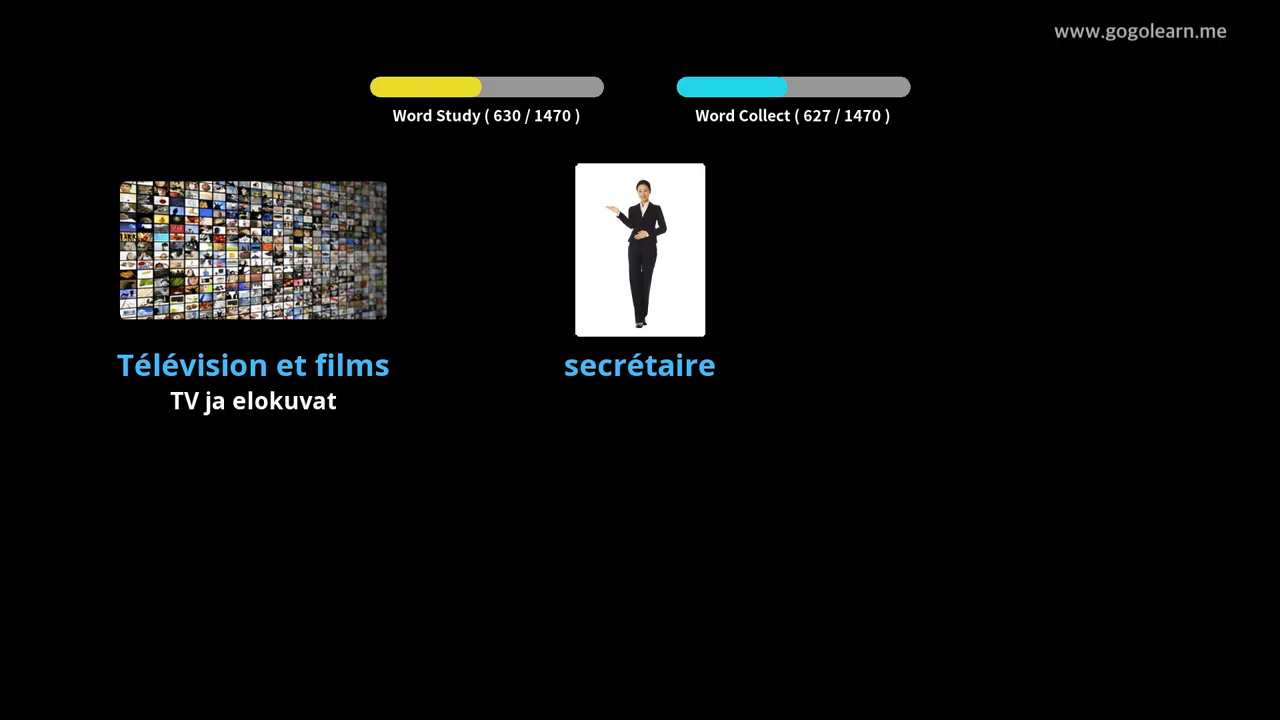 www.gogolearn.me
Word Study ( 630 / 1470 )
Word Collect ( 627 / 1470 )
Télévision et films
TV ja elokuvat
secrétaire